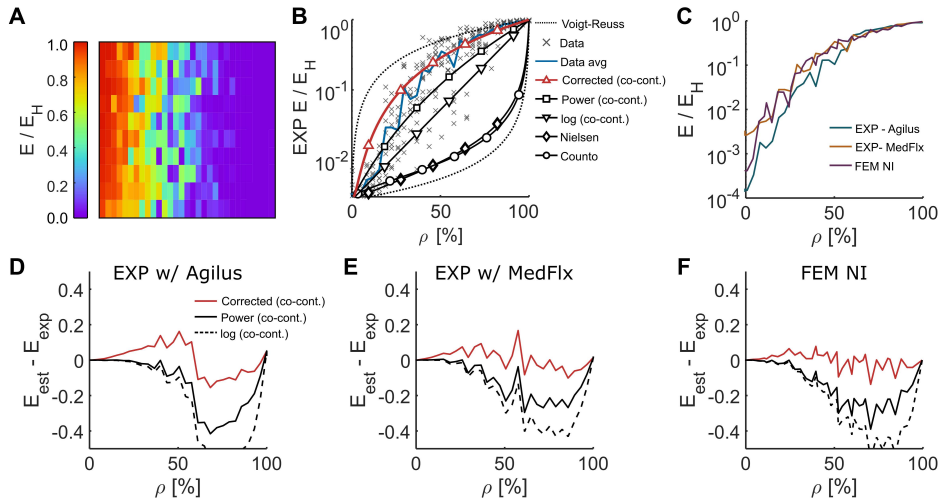 A
E / E_H
1.0
0.8
0.6
0.4
0.2
0.0
B
EXP E / E_H
10^0
10^-1
10^-2
0
50
100
ρ [%]
Voigt-Reuss
Data
Data avg
Corrected (co-cont.)
Power (co-cont.)
log (co-cont.)
Nielsen
Counto
C
E / E_H
10^0
10^-1
10^-2
10^-3
10^-4
0
50
100
ρ [%]
EXP - Agilus
EXP- MedFlx
FEM NI
D
EXP w/ Agilus
E_est - E_exp
0.4
0.2
0
-0.2
-0.4
0
50
100
ρ [%]
Corrected (co-cont.)
Power (co-cont.)
log (co-cont.)
E
EXP w/ MedFlx
E_est - E_exp
0.4
0.2
0
-0.2
-0.4
0
50
100
ρ [%]
F
FEM NI
E_est - E_exp
0.4
0.2
0
-0.2
-0.4
0
50
100
ρ [%]